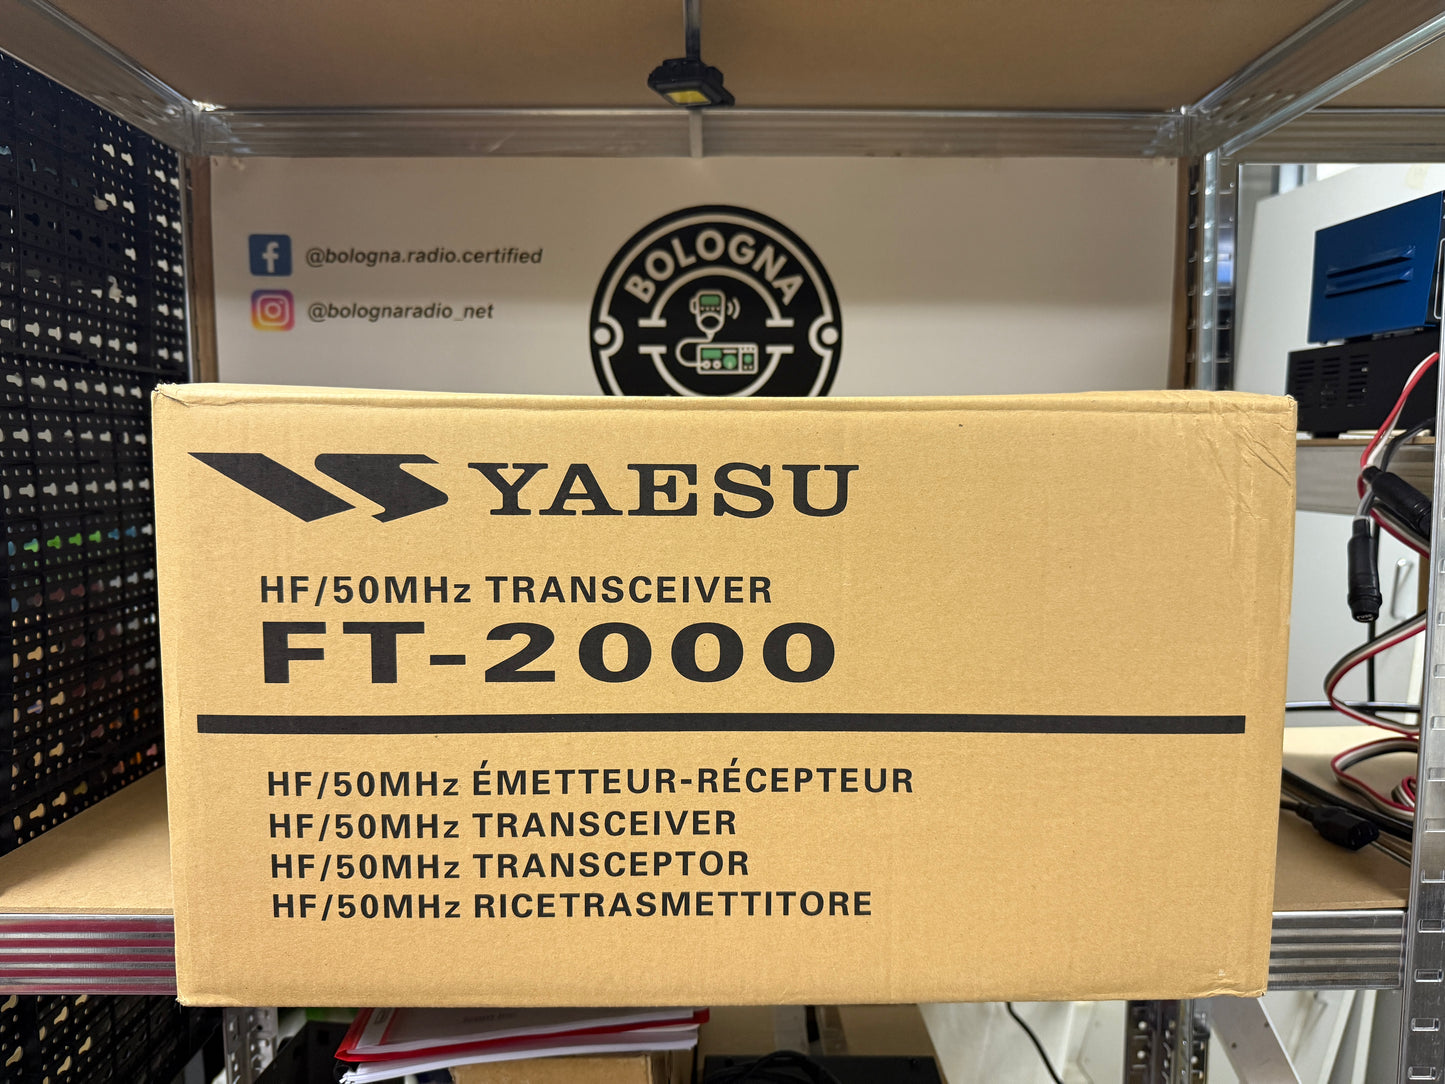 @bologna.radio.certified
@bolognaradio_net
BOLOGNA
YAESU
HF/50MHz TRANSCEIVER
FT-2000
HF/50MHz ÉMETTEUR-RÉCEPTEUR
HF/50MHz TRANSCEIVER
HF/50MHz TRANSCEPTOR
HF/50MHz RICETRASMETTITORE